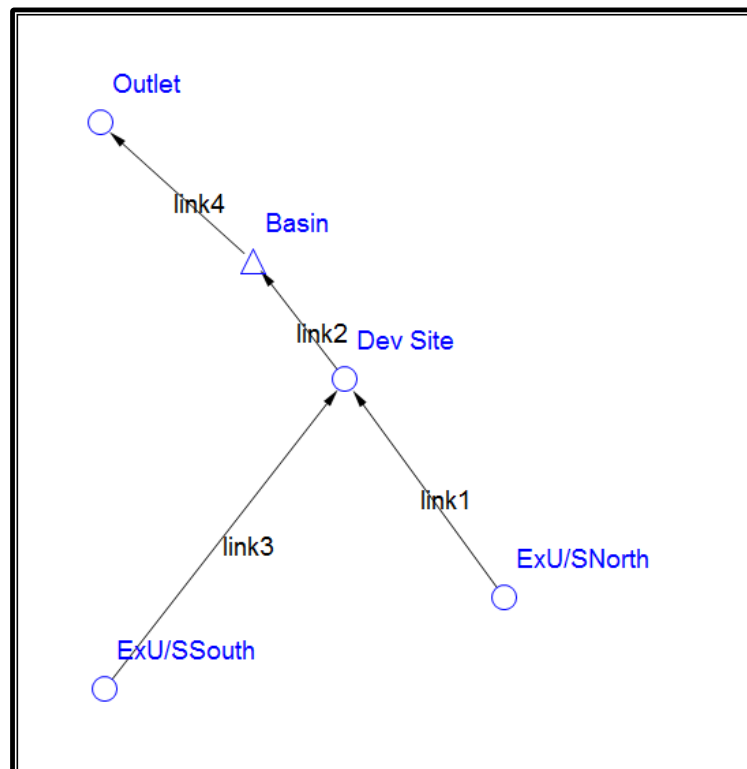 Outlet
link4
Basin
link2
Dev Site
link1
link3
ExU/SNorth
ExU/SSouth